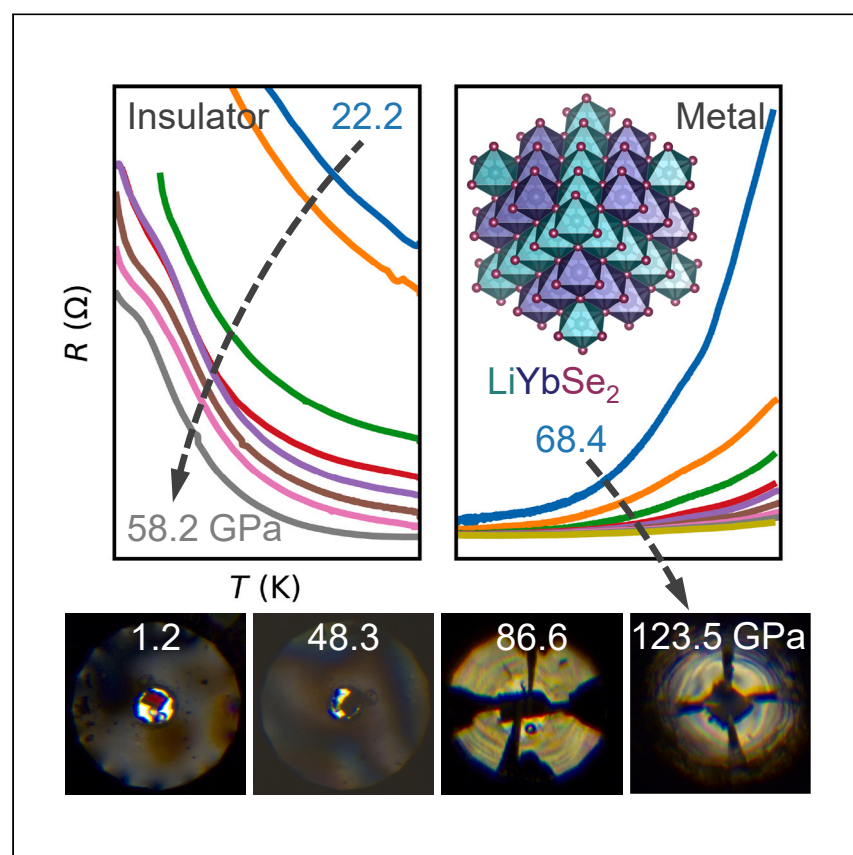 Insulator
22.2
58.2 GPa
R (Ω)
T (K)
Metal
LiYbSe₂
68.4
1.2
48.3
86.6
123.5 GPa